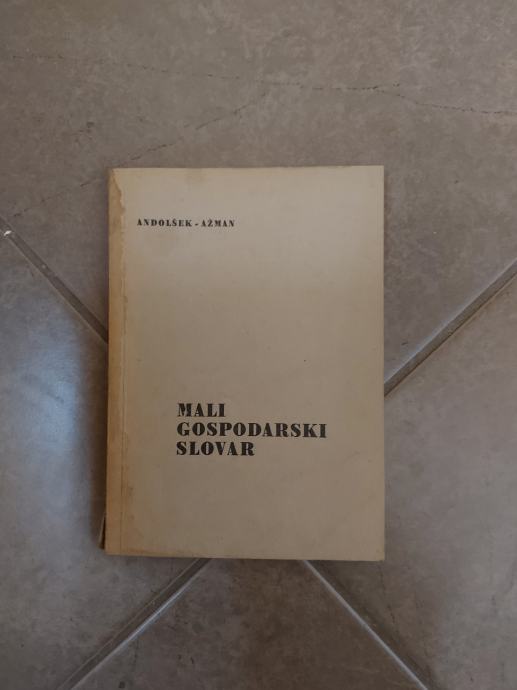 ANDOLŠEK - AŽMAN
MALI
GOSPODARSKI
SLOVAR